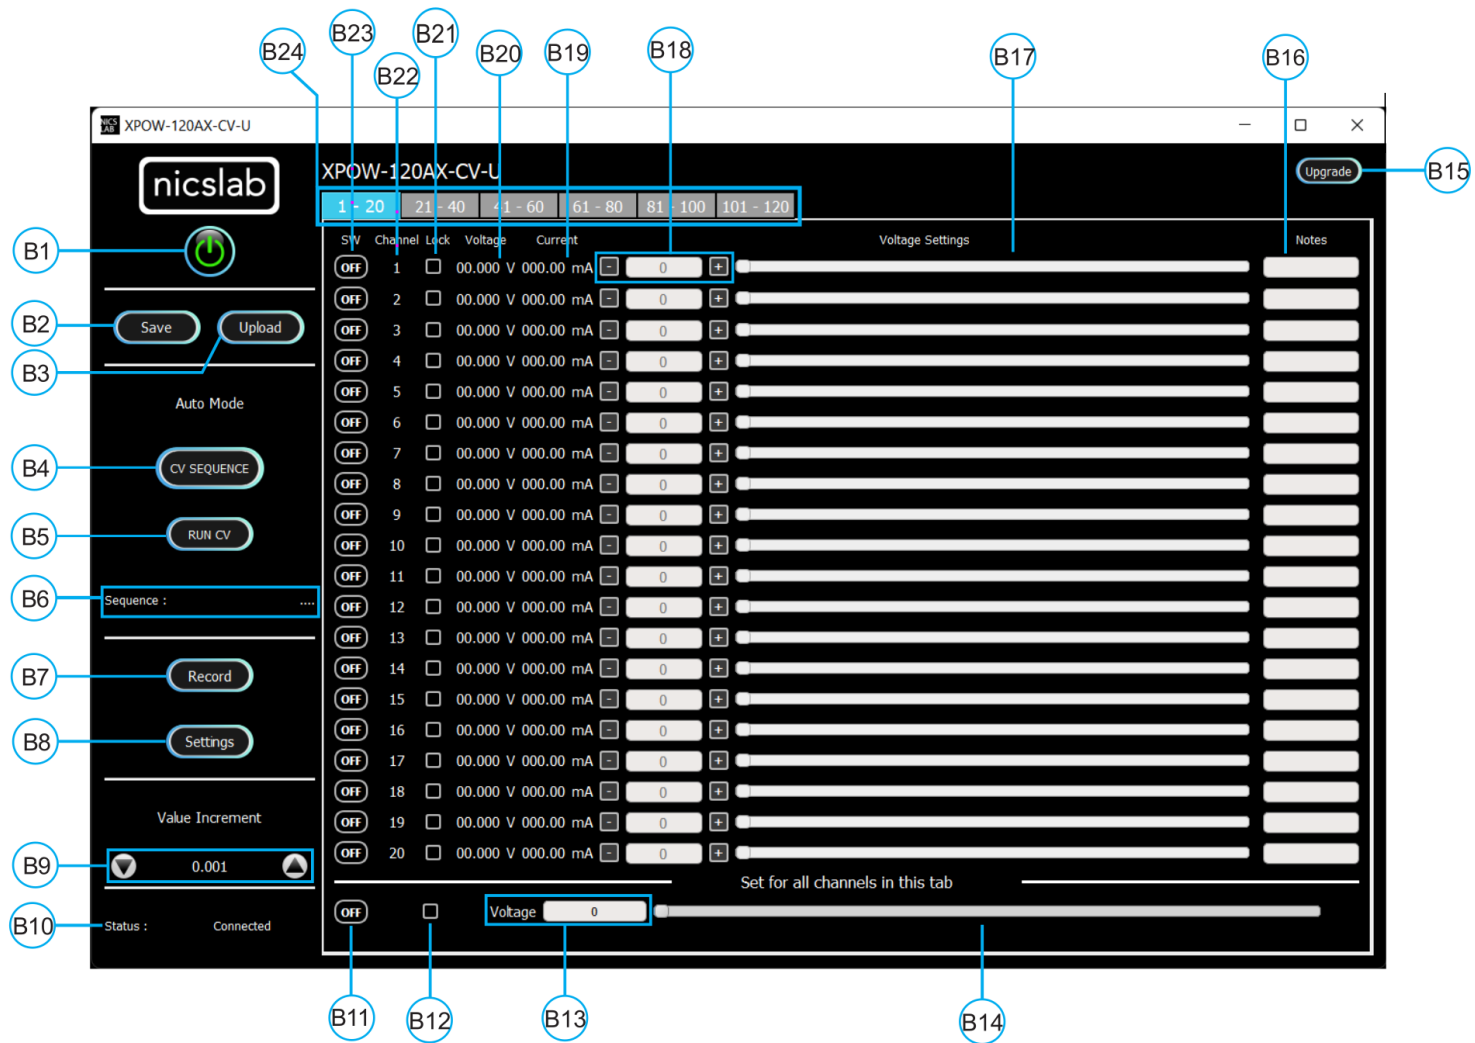 B23 B21
B24 B22 B20 B19 B18 B17 B16
NICS LAB XPOW-120AX-CV-U
nicslab
XPOW-120AX-CV-U
Upgrade B15
1 - 20 21 - 40 41 - 60 61 - 80 81 - 100 101 - 120
SW Channel Lock Voltage Current Voltage Settings Notes
B1
OFF 1 00.000 V 000.00 mA - 0 +
OFF 2 00.000 V 000.00 mA - 0 +
B2 Save Upload
OFF 3 00.000 V 000.00 mA - 0 +
OFF 4 00.000 V 000.00 mA - 0 +
B3
OFF 5 00.000 V 000.00 mA - 0 +
Auto Mode
OFF 6 00.000 V 000.00 mA - 0 +
OFF 7 00.000 V 000.00 mA - 0 +
B4 CV SEQUENCE
OFF 8 00.000 V 000.00 mA - 0 +
OFF 9 00.000 V 000.00 mA - 0 +
B5 RUN CV
OFF 10 00.000 V 000.00 mA - 0 +
OFF 11 00.000 V 000.00 mA - 0 +
B6 Sequence : ....
OFF 12 00.000 V 000.00 mA - 0 +
OFF 13 00.000 V 000.00 mA - 0 +
OFF 14 00.000 V 000.00 mA - 0 +
B7 Record
OFF 15 00.000 V 000.00 mA - 0 +
OFF 16 00.000 V 000.00 mA - 0 +
B8 Settings
OFF 17 00.000 V 000.00 mA - 0 +
OFF 18 00.000 V 000.00 mA - 0 +
Value Increment
OFF 19 00.000 V 000.00 mA - 0 +
OFF 20 00.000 V 000.00 mA - 0 +
B9 0.001
Set for all channels in this tab
OFF Voltage 0
B10 Status : Connected
B11 B12 B13 B14